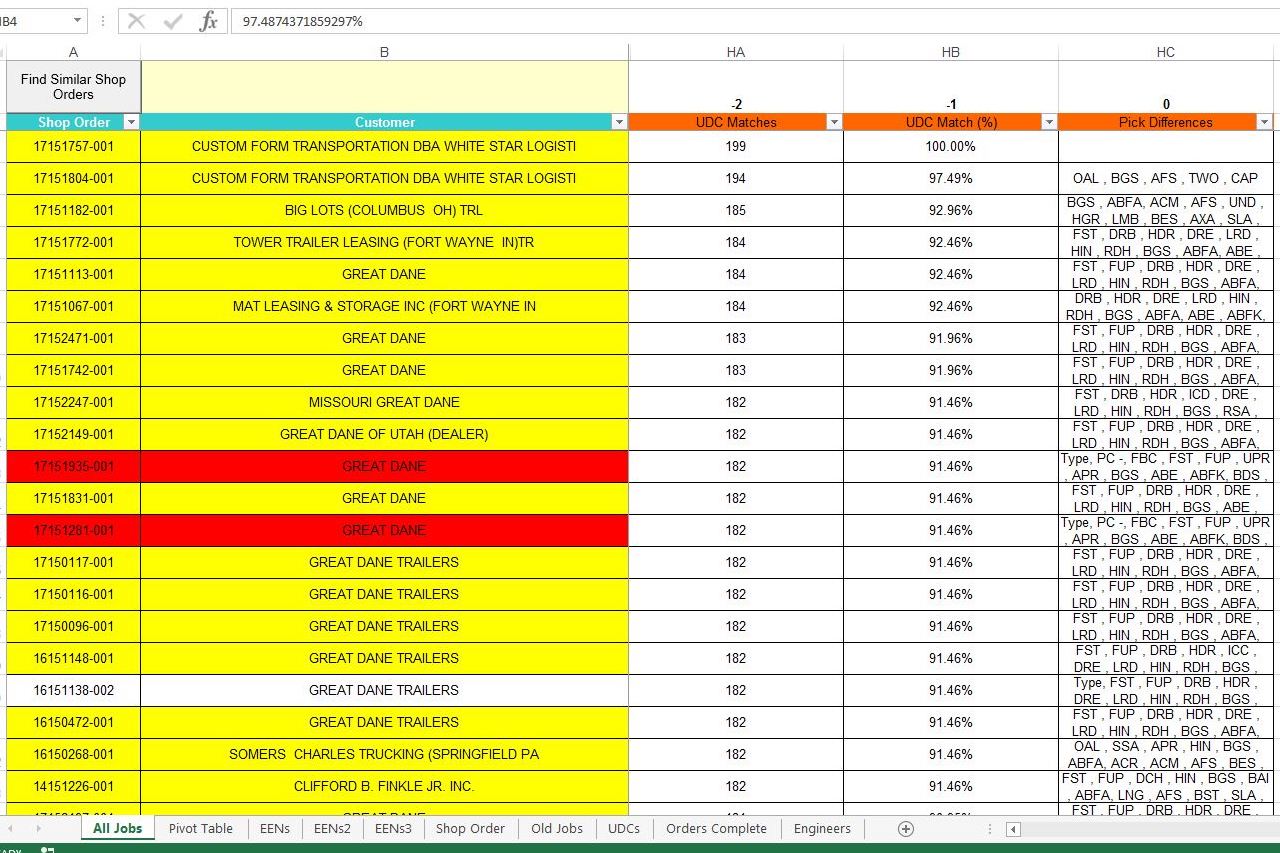 HB4 97.4874371859297%
A B HA HB HC
Find Similar Shop
Orders
-2 -1 0
Shop Order Customer UDC Matches UDC Match (%) Pick Differences
17151757-001 CUSTOM FORM TRANSPORTATION DBA WHITE STAR LOGISTI 199 100.00%
17151804-001 CUSTOM FORM TRANSPORTATION DBA WHITE STAR LOGISTI 194 97.49% OAL , BGS , AFS , TWO , CAP
17151182-001 BIG LOTS (COLUMBUS  OH) TRL 185 92.96% BGS , ABFA, ACM , AFS , UND ,
HGR , LMB , BES , AXA , SLA ,
17151772-001 TOWER TRAILER LEASING (FORT WAYNE  IN)TR 184 92.46% FST , DRB , HDR , DRE , LRD ,
HIN , RDH , BGS , ABFA, ABE ,
17151113-001 GREAT DANE 184 92.46% FST , FUP , DRB , HDR , DRE ,
LRD , HIN , RDH , BGS , ABFA,
17151067-001 MAT LEASING & STORAGE INC (FORT WAYNE IN 184 92.46% DRB , HDR , DRE , LRD , HIN ,
RDH , BGS , ABFA, ABE , ABFK,
17152471-001 GREAT DANE 183 91.96% FST , FUP , DRB , HDR , DRE ,
LRD , HIN , RDH , BGS , ABFA,
17151742-001 GREAT DANE 183 91.96% FST , FUP , DRB , HDR , DRE ,
LRD , HIN , RDH , BGS , ABFA,
17152247-001 MISSOURI GREAT DANE 182 91.46% FST , DRB , HDR , ICD , DRE ,
LRD , HIN , RDH , BGS , RSA ,
17152149-001 GREAT DANE OF UTAH (DEALER) 182 91.46% FST , FUP , DRB , HDR , DRE ,
LRD , HIN , RDH , BGS , ABFA,
17151935-001 GREAT DANE 182 91.46% Type, PC -, FBC , FST , FUP , UPR
, APR , BGS , ABE , ABFK, BDS ,
17151831-001 GREAT DANE 182 91.46% FST , FUP , DRB , HDR , DRE ,
LRD , HIN , RDH , BGS , ABE ,
17151281-001 GREAT DANE 182 91.46% Type, PC -, FBC , FST , FUP , UPR
, APR , BGS , ABE , ABFK, BDS ,
17150117-001 GREAT DANE TRAILERS 182 91.46% FST , FUP , DRB , HDR , DRE ,
LRD , HIN , RDH , BGS , ABFA,
17150116-001 GREAT DANE TRAILERS 182 91.46% FST , FUP , DRB , HDR , DRE ,
LRD , HIN , RDH , BGS , ABFA,
17150096-001 GREAT DANE TRAILERS 182 91.46% FST , FUP , DRB , HDR , DRE ,
LRD , HIN , RDH , BGS , ABFA,
16151148-001 GREAT DANE TRAILERS 182 91.46% FST , FUP , DRB , HDR , ICC ,
DRE , LRD , HIN , RDH , BGS ,
16151138-002 GREAT DANE TRAILERS 182 91.46% Type, FST , FUP , DRB , HDR ,
DRE , LRD , HIN , RDH , BGS ,
16150472-001 GREAT DANE TRAILERS 182 91.46% FST , FUP , DRB , HDR , DRE ,
LRD , HIN , RDH , BGS , ABFA,
16150268-001 SOMERS  CHARLES TRUCKING (SPRINGFIELD PA 182 91.46% OAL , SSA , APR , HIN , BGS ,
ABFA, ACR , ACM , AFS , BES ,
14151226-001 CLIFFORD B. FINKLE JR. INC. 182 91.46% FST , FUP , DCH , HIN , BGS , BAI
, ABFA, LNG , AFS , BST , SLA ,
GREAT DANE FST , FUP , DRB , HDR , DRE ,
All Jobs Pivot Table EENs EENs2 EENs3 Shop Order Old Jobs UDCs Orders Complete Engineers